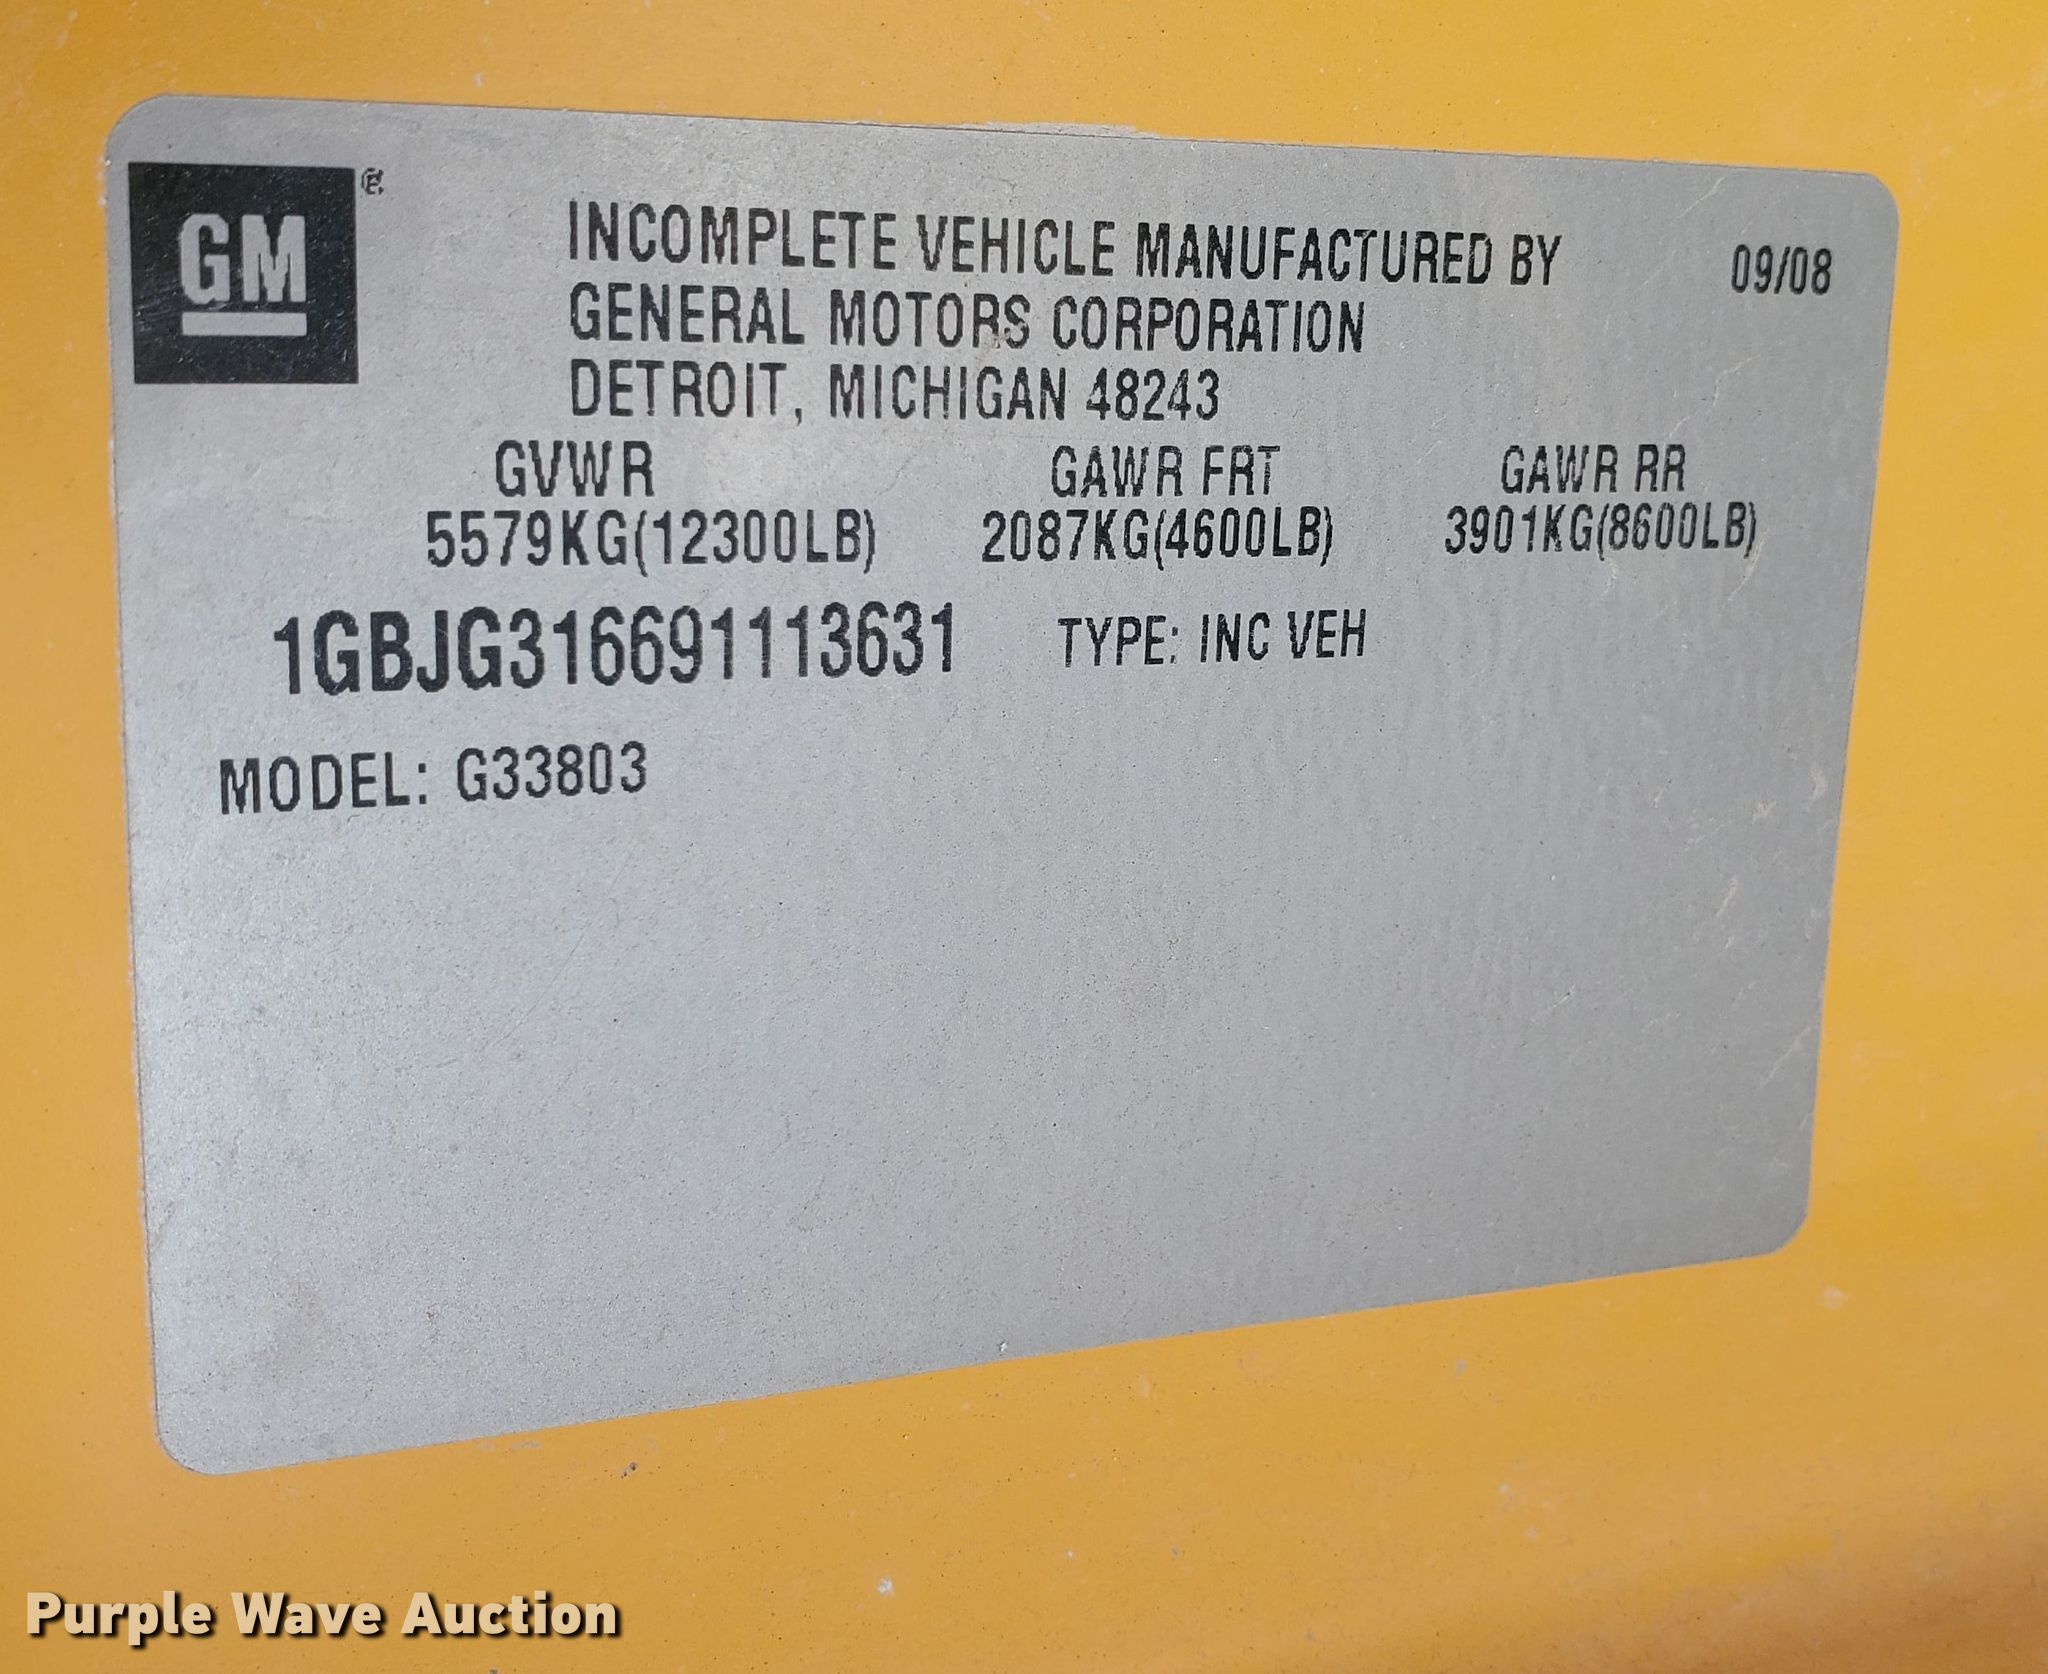 GM ®
INCOMPLETE VEHICLE MANUFACTURED BY 09/08
GENERAL MOTORS CORPORATION
DETROIT, MICHIGAN 48243
GVWR GAWR FRT GAWR RR
5579KG(12300LB) 2087KG(4600LB) 3901KG(8600LB)
1GBJG316691113631 TYPE: INC VEH
MODEL: G33803
Purple Wave Auction